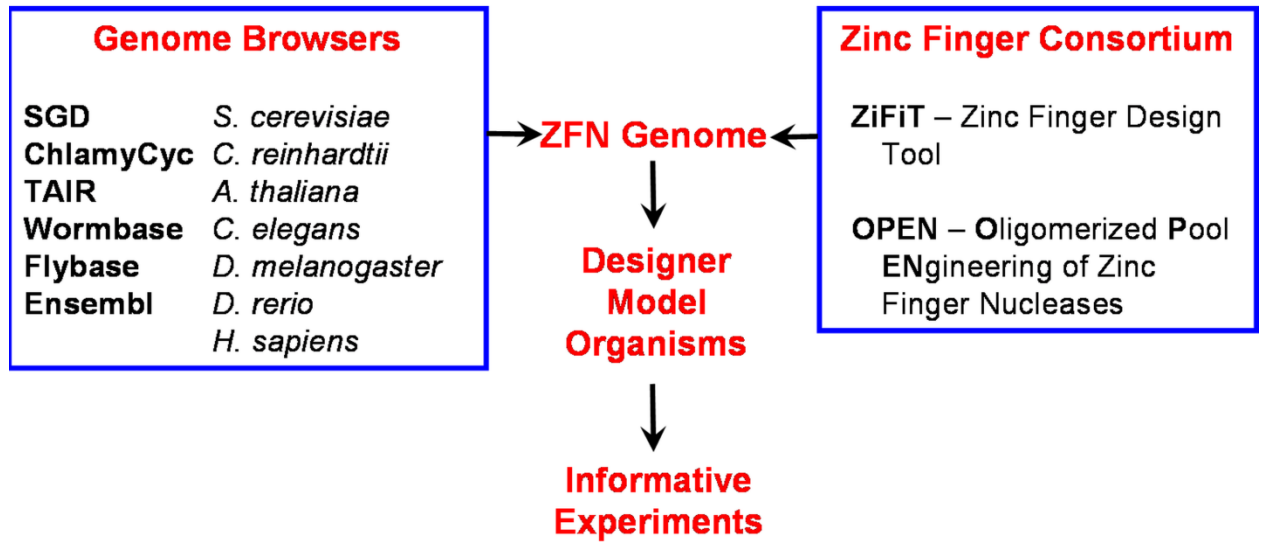 Genome Browsers
SGD S. cerevisiae
ChlamyCyc C. reinhardtii
TAIR A. thaliana
Wormbase C. elegans
Flybase D. melanogaster
Ensembl D. rerio
H. sapiens
ZFN Genome
Designer
Model
Organisms
Informative
Experiments
Zinc Finger Consortium
ZiFiT – Zinc Finger Design
Tool
OPEN – Oligomerized Pool
ENgineering of Zinc
Finger Nucleases